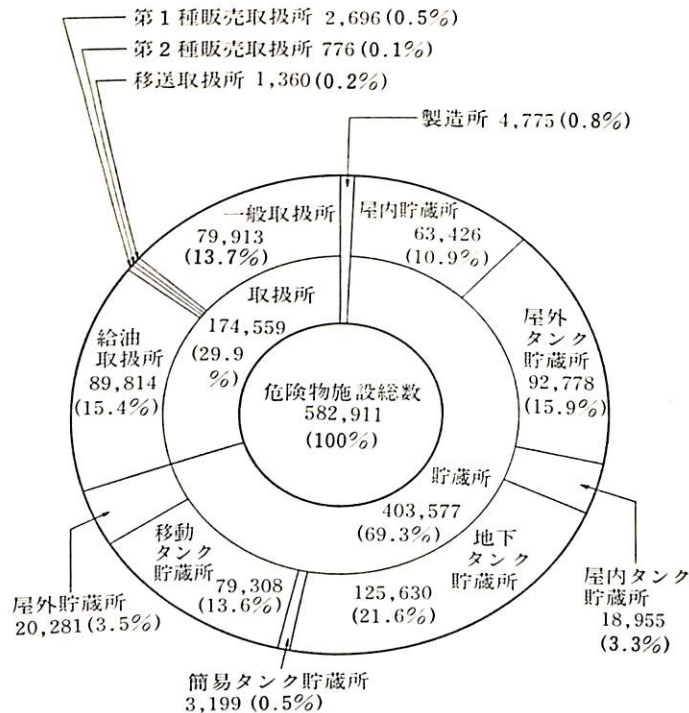 第1種販売取扱所 2,696(0.5%)
第2種販売取扱所 776(0.1%)
移送取扱所 1,360(0.2%)
製造所 4,775(0.8%)
一般取扱所
79,913
(13.7%)
屋内貯蔵所
63,426
(10.9%)
取扱所
174,559
(29.9
%)
給油
取扱所
89,814
(15.4%)
屋外
タンク
貯蔵所
92,778
(15.9%)
危険物施設総数
582,911
(100%)
貯蔵所
403,577
(69.3%)
移動
タンク
貯蔵所
79,308
(13.6%)
地下
タンク
貯蔵所
125,630
(21.6%)
屋外貯蔵所
20,281(3.5%)
屋内タンク
貯蔵所
18,955
(3.3%)
簡易タンク貯蔵所
3,199(0.5%)